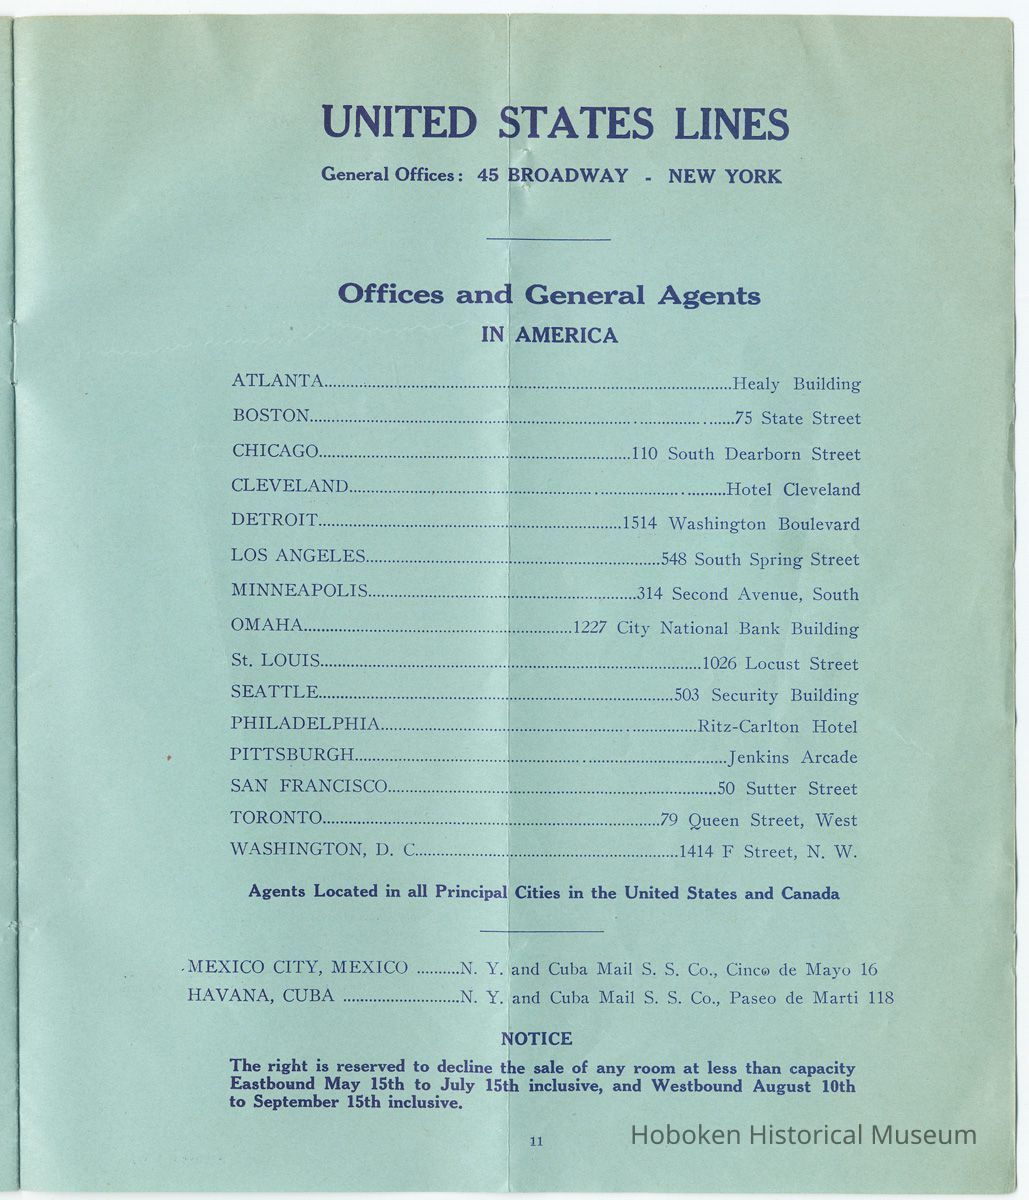 UNITED STATES LINES
General Offices: 45 BROADWAY - NEW YORK
Offices and General Agents
IN AMERICA
ATLANTA....................Healy Building
BOSTON....................75 State Street
CHICAGO....................110 South Dearborn Street
CLEVELAND....................Hotel Cleveland
DETROIT....................1514 Washington Boulevard
LOS ANGELES....................548 South Spring Street
MINNEAPOLIS....................314 Second Avenue, South
OMAHA....................1227 City National Bank Building
St. LOUIS....................1026 Locust Street
SEATTLE....................503 Security Building
PHILADELPHIA....................Ritz-Carlton Hotel
PITTSBURGH....................Jenkins Arcade
SAN FRANCISCO....................50 Sutter Street
TORONTO....................79 Queen Street, West
WASHINGTON, D. C....................1414 F Street, N. W.
Agents Located in all Principal Cities in the United States and Canada
MEXICO CITY, MEXICO .........N. Y. and Cuba Mail S. S. Co., Cinco de Mayo 16
HAVANA, CUBA .........N. Y. and Cuba Mail S. S. Co., Paseo de Marti 118
NOTICE
The right is reserved to decline the sale of any room at less than capacity
Eastbound May 15th to July 15th inclusive, and Westbound August 10th
to September 15th inclusive.
11
Hoboken Historical Museum